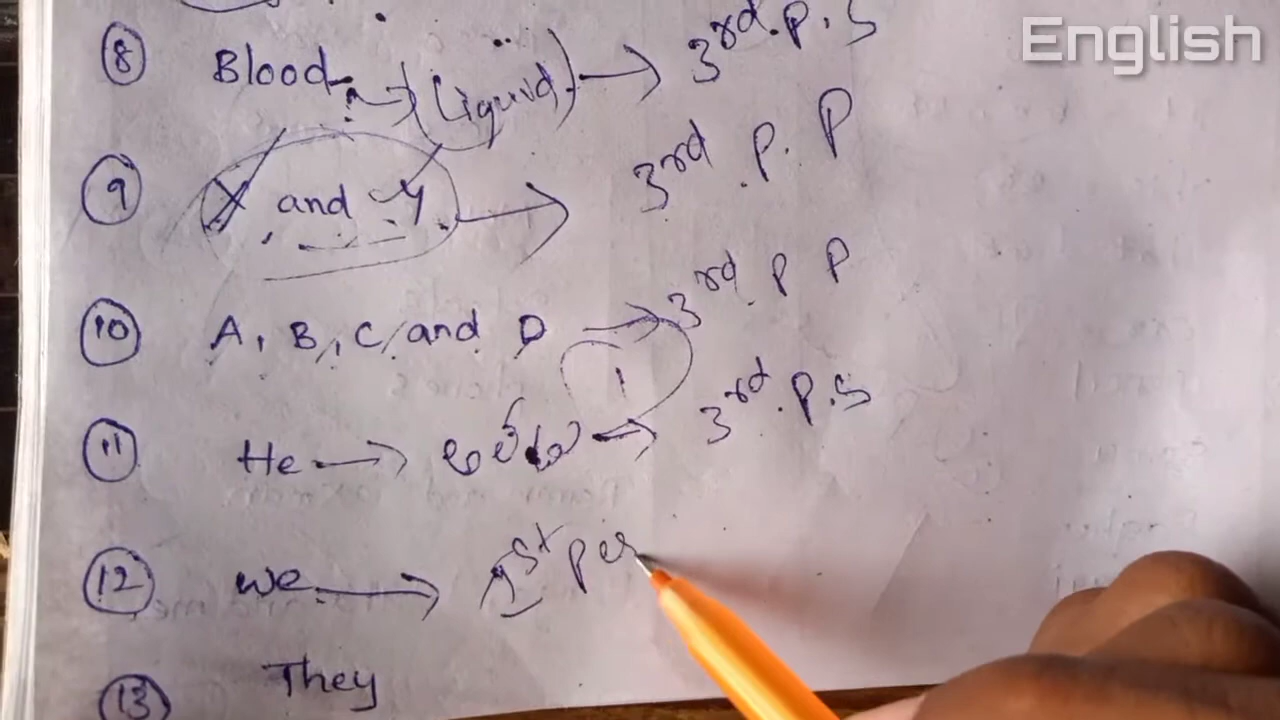 English
8 Blood → (Liquid) → 3rd. P. S
9 X and Y → 3rd. P. P
10 A, B, C, and D → 3rd. P P
11 He → → 3rd. P. S
12 we → 1st per
13 They